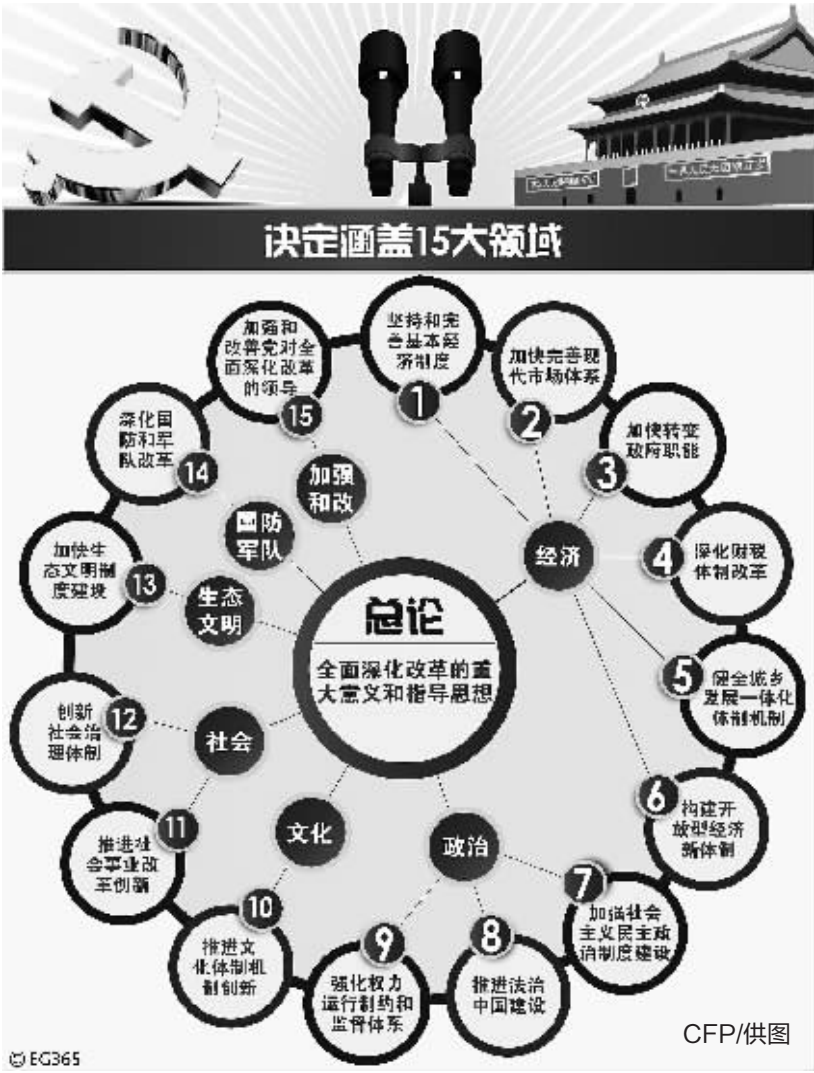 决定涵盖15大领域
总论
全面深化改革的重
大意义和指导思想
经济
1
坚持和完
善基本经
济制度
2
加快完善现
代市场体系
3
加快转变
政府职能
4
深化财税
体制改革
5
健全城乡
发展一体化
体制机制
6
构建开
放型经济
新体制
政治
7
加强社会
主义民主政
治制度建设
8
推进法治
中国建设
9
强化权力
运行制约和
监督体系
文化
10
推进文
化体制机
制创新
社会
11
推进社
会事业改
革创新
12
创新
社会治
理体制
生态
文明
13
加快生
态文明制
度建设
国防
军队
14
深化国
防和军
队改革
加强
和改
15
加强和
改善党对全
面深化改革
的领导
CFP/供图
© EG365